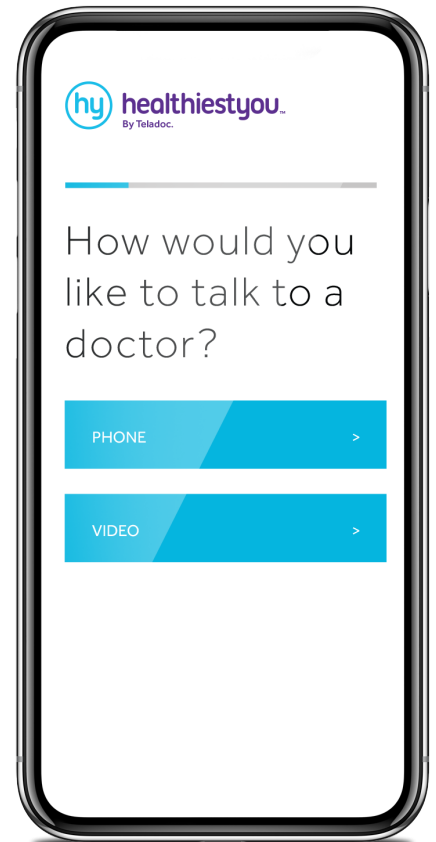 hy healthiestyou™
By Teladoc.
How would you
like to talk to a
doctor?
PHONE >
VIDEO >